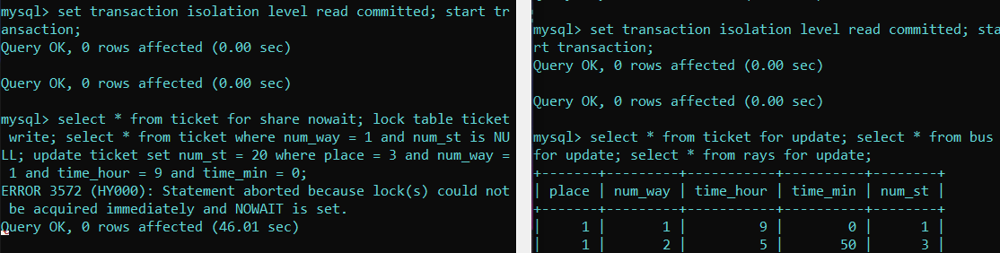 mysql> set transaction isolation level read committed; start tr
ansaction;
Query OK, 0 rows affected (0.00 sec)
Query OK, 0 rows affected (0.00 sec)
mysql> select * from ticket for share nowait; lock table ticket
 write; select * from ticket where num_way = 1 and num_st is NU
LL; update ticket set num_st = 20 where place = 3 and num_way =
 1 and time_hour = 9 and time_min = 0;
ERROR 3572 (HY000): Statement aborted because lock(s) could not
 be acquired immediately and NOWAIT is set.
Query OK, 0 rows affected (46.01 sec)
mysql> set transaction isolation level read committed; sta
rt transaction;
Query OK, 0 rows affected (0.00 sec)
Query OK, 0 rows affected (0.00 sec)
mysql> select * from ticket for update; select * from bus
for update; select * from rays for update;
+-------+---------+-----------+----------+--------+
| place | num_way | time_hour | time_min | num_st |
+-------+---------+-----------+----------+--------+
|     1 |       1 |         9 |        0 |      1 |
|     1 |       2 |         5 |       50 |      3 |